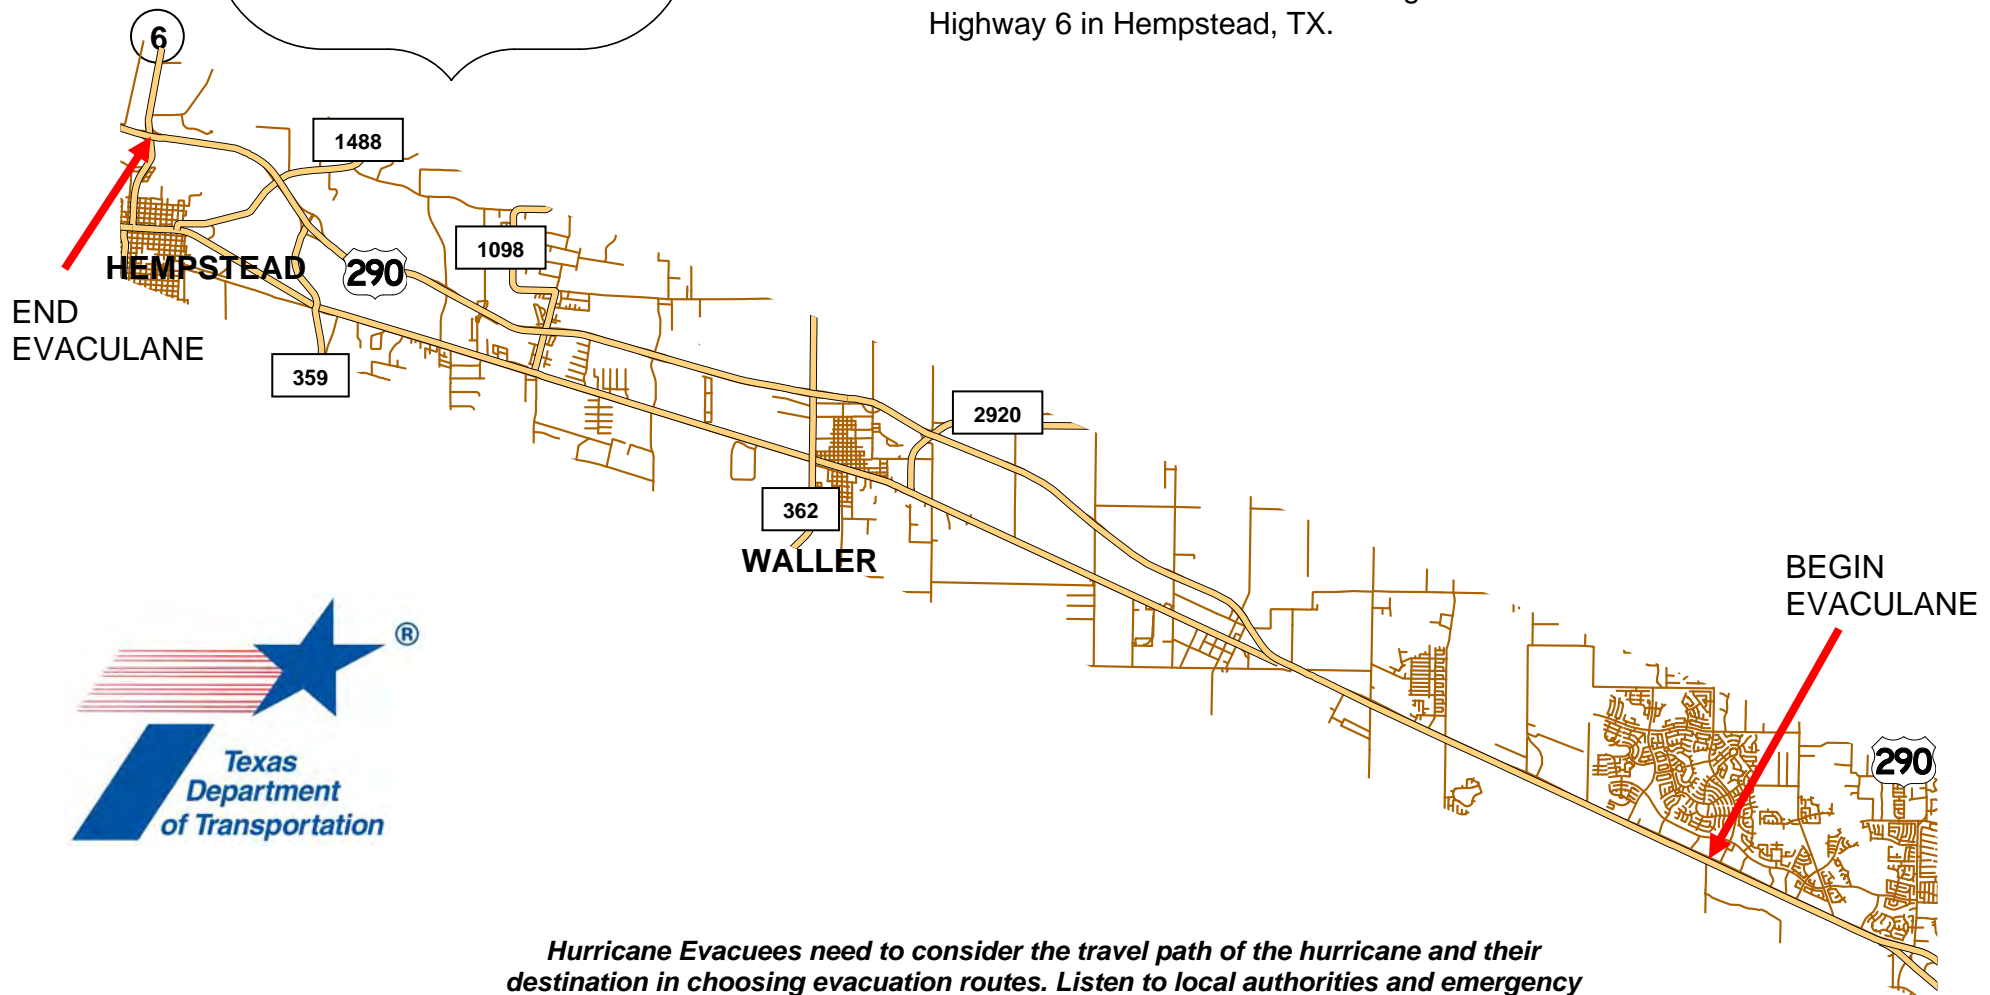 Highway 6 in Hempstead, TX.
6
1488
1098
HEMPSTEAD
290
END
EVACULANE
359
2920
362
WALLER
BEGIN
EVACULANE
290
®
Texas
Department
of Transportation
Hurricane Evacuees need to consider the travel path of the hurricane and their
destination in choosing evacuation routes. Listen to local authorities and emergency